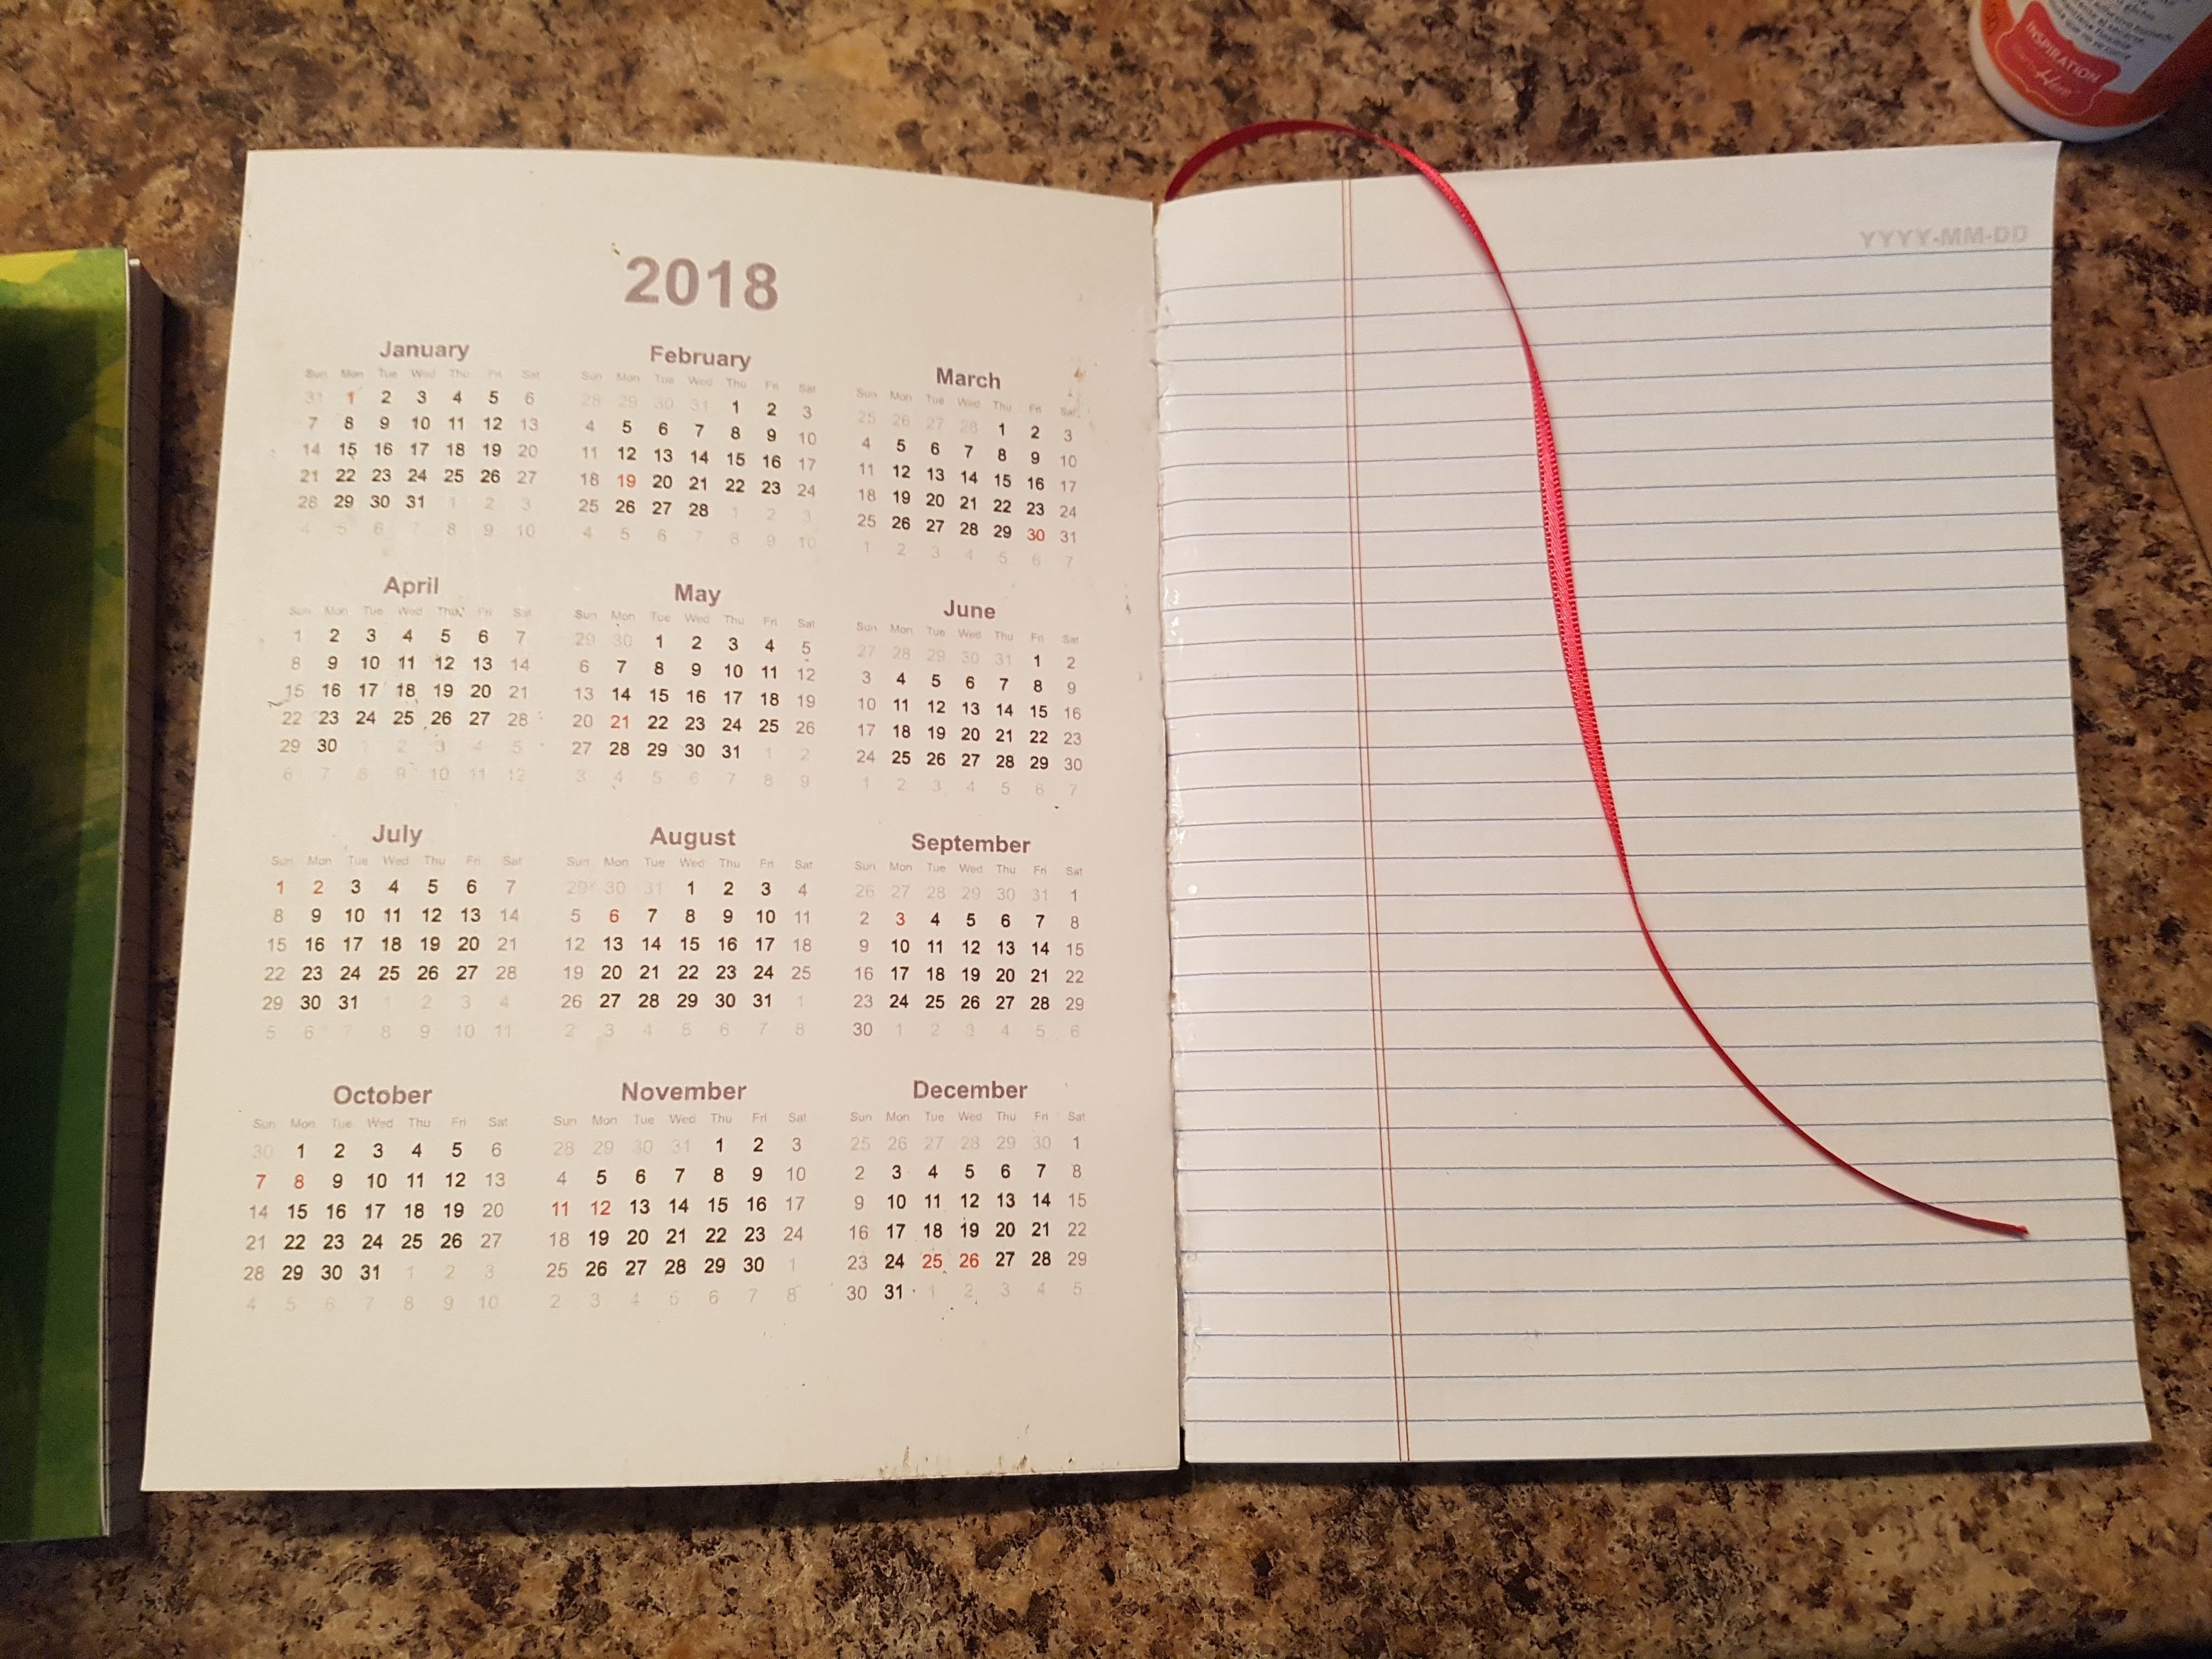 2018
January February March
Sun Mon Tue Wed Thu Fri Sat
31 1 2 3 4 5 6
7 8 9 10 11 12 13
14 15 16 17 18 19 20
21 22 23 24 25 26 27
28 29 30 31 1 2 3
4 5 6 7 8 9 10
Sun Mon Tue Wed Thu Fri Sat
28 29 30 31 1 2 3
4 5 6 7 8 9 10
11 12 13 14 15 16 17
18 19 20 21 22 23 24
25 26 27 28 1 2 3
4 5 6 7 8 9 10
Sun Mon Tue Wed Thu Fri Sat
25 26 27 28 1 2 3
4 5 6 7 8 9 10
11 12 13 14 15 16 17
18 19 20 21 22 23 24
25 26 27 28 29 30 31
1 2 3 4 5 6 7
April May June
Sun Mon Tue Wed Thu Fri Sat
1 2 3 4 5 6 7
8 9 10 11 12 13 14
15 16 17 18 19 20 21
22 23 24 25 26 27 28
29 30 1 2 3 4 5
6 7 8 9 10 11 12
Sun Mon Tue Wed Thu Fri Sat
29 30 1 2 3 4 5
6 7 8 9 10 11 12
13 14 15 16 17 18 19
20 21 22 23 24 25 26
27 28 29 30 31 1 2
3 4 5 6 7 8 9
Sun Mon Tue Wed Thu Fri Sat
27 28 29 30 31 1 2
3 4 5 6 7 8 9
10 11 12 13 14 15 16
17 18 19 20 21 22 23
24 25 26 27 28 29 30
1 2 3 4 5 6 7
July August September
Sun Mon Tue Wed Thu Fri Sat
1 2 3 4 5 6 7
8 9 10 11 12 13 14
15 16 17 18 19 20 21
22 23 24 25 26 27 28
29 30 31 1 2 3 4
5 6 7 8 9 10 11
Sun Mon Tue Wed Thu Fri Sat
29 30 31 1 2 3 4
5 6 7 8 9 10 11
12 13 14 15 16 17 18
19 20 21 22 23 24 25
26 27 28 29 30 31 1
2 3 4 5 6 7 8
Sun Mon Tue Wed Thu Fri Sat
26 27 28 29 30 31 1
2 3 4 5 6 7 8
9 10 11 12 13 14 15
16 17 18 19 20 21 22
23 24 25 26 27 28 29
30 1 2 3 4 5 6
October November December
Sun Mon Tue Wed Thu Fri Sat
30 1 2 3 4 5 6
7 8 9 10 11 12 13
14 15 16 17 18 19 20
21 22 23 24 25 26 27
28 29 30 31 1 2 3
4 5 6 7 8 9 10
Sun Mon Tue Wed Thu Fri Sat
28 29 30 31 1 2 3
4 5 6 7 8 9 10
11 12 13 14 15 16 17
18 19 20 21 22 23 24
25 26 27 28 29 30 1
2 3 4 5 6 7 8
Sun Mon Tue Wed Thu Fri Sat
25 26 27 28 29 30 1
2 3 4 5 6 7 8
9 10 11 12 13 14 15
16 17 18 19 20 21 22
23 24 25 26 27 28 29
30 31 1 2 3 4 5
YYYY-MM-DD
INSPIRATION